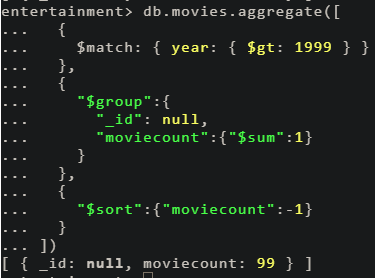 entertainment> db.movies.aggregate([
...   {
...     $match: { year: { $gt: 1999 } }
...   },
...   {
...     "$group":{
...       "_id": null,
...       "moviecount":{"$sum":1}
...     }
...   },
...   {
...     "$sort":{"moviecount":-1}
...   }
... ])
[ { _id: null, moviecount: 99 } ]